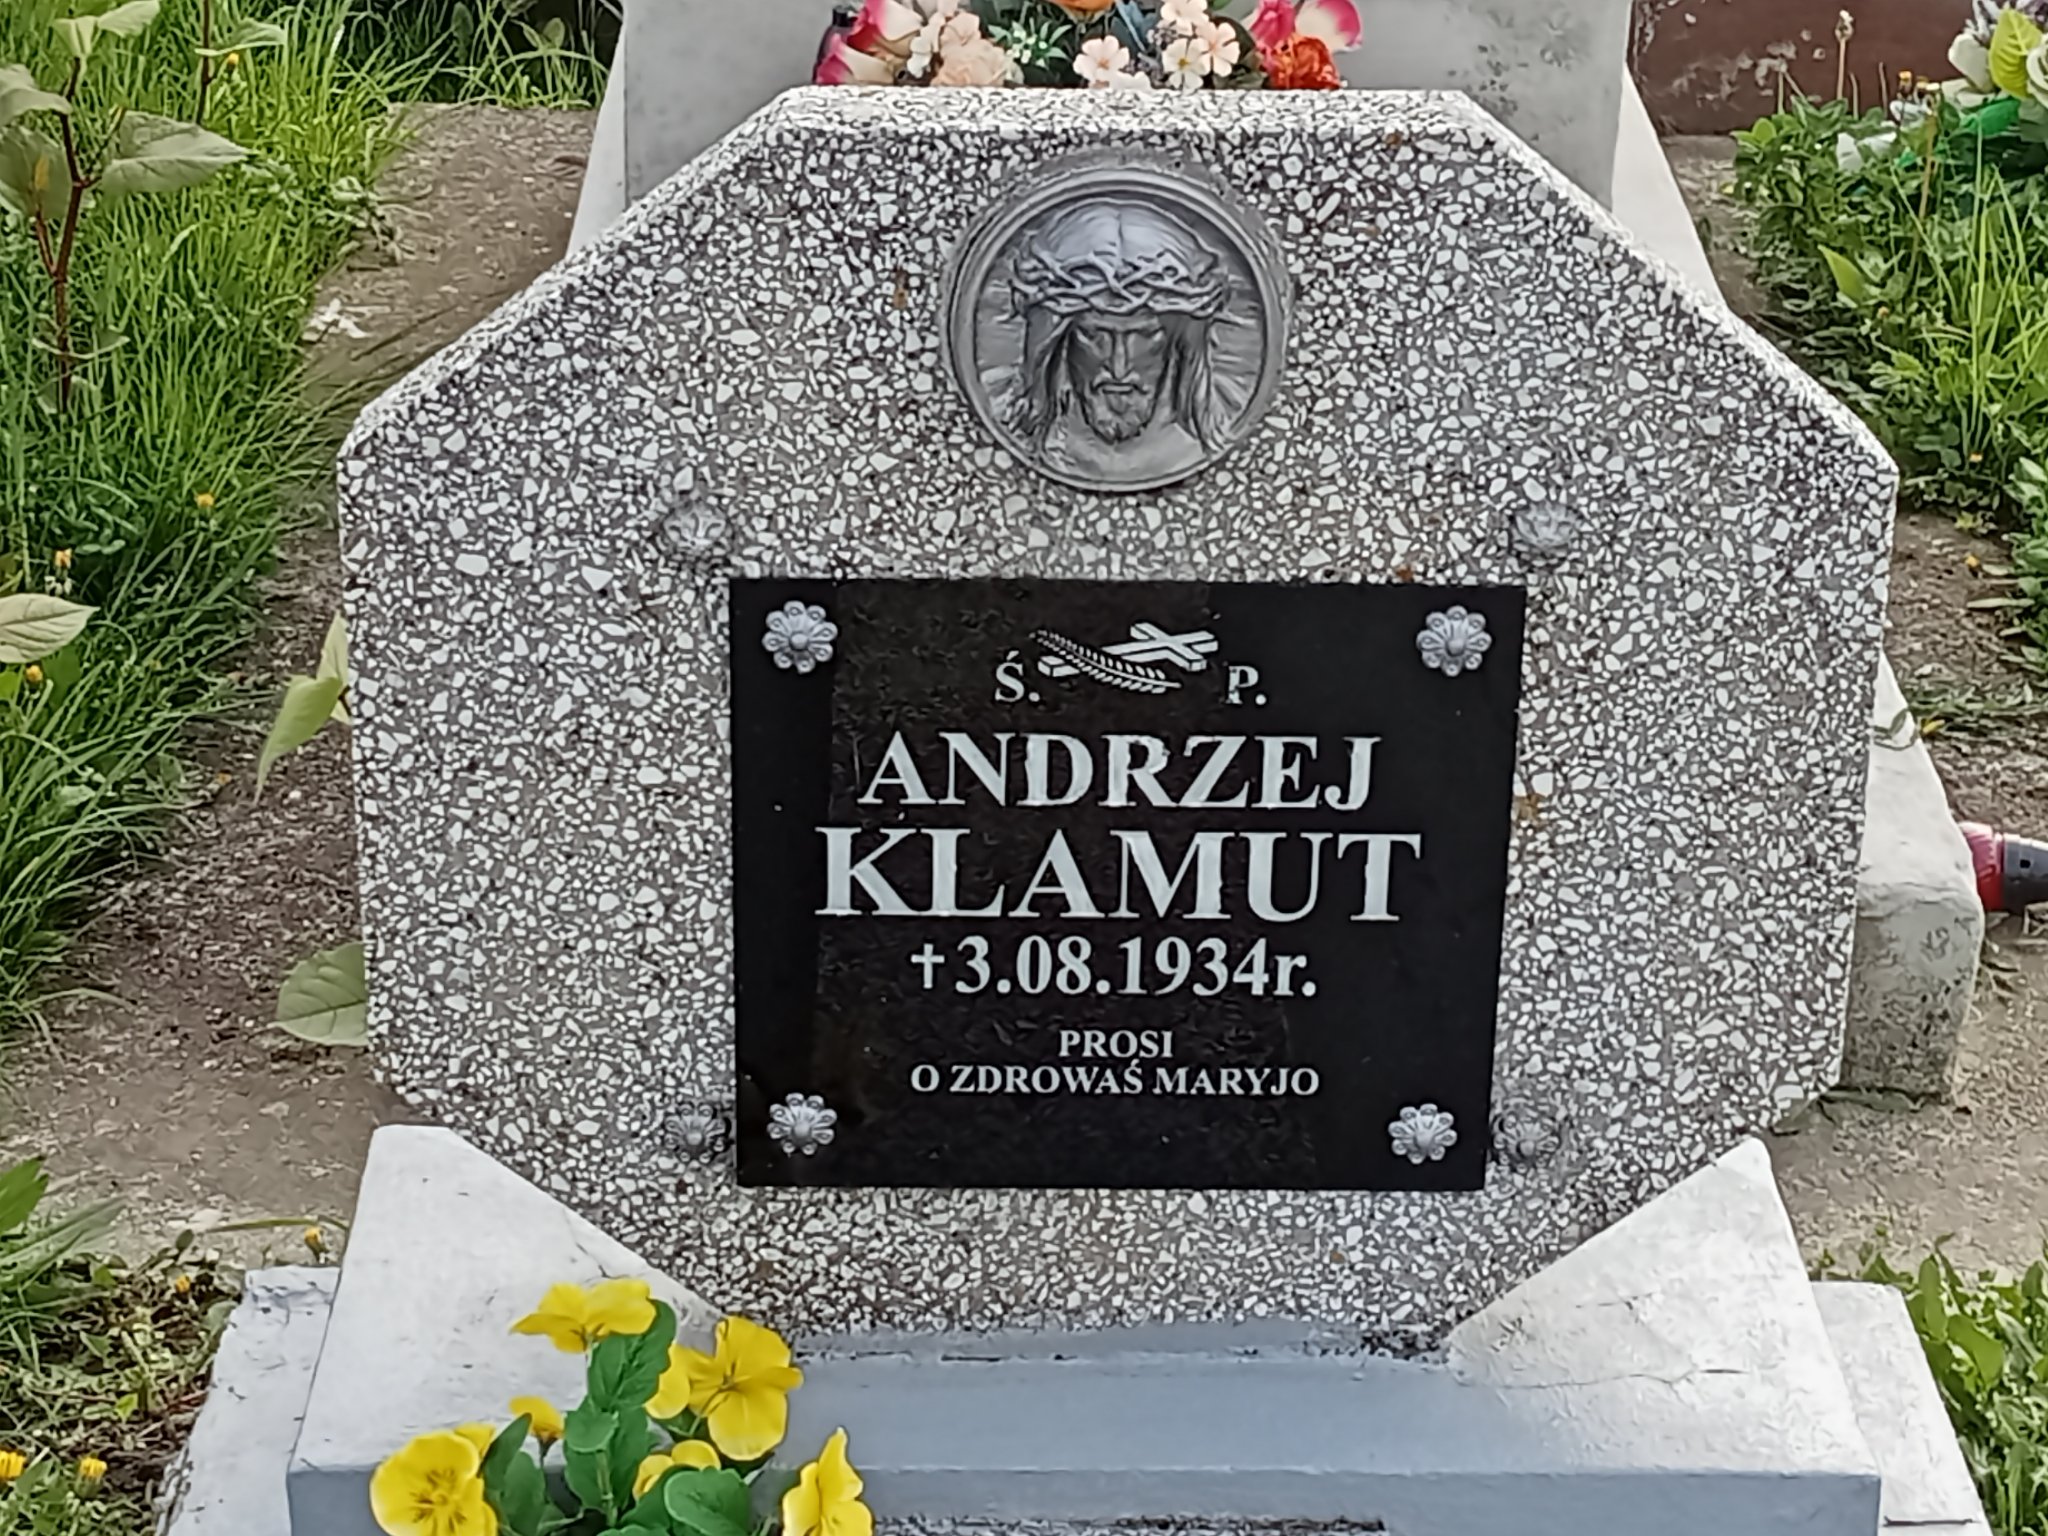 Ś. P.
ANDRZEJ
KLAMUT
✝3.08.1934r.
PROSI
O ZDROWAŚ MARYJO